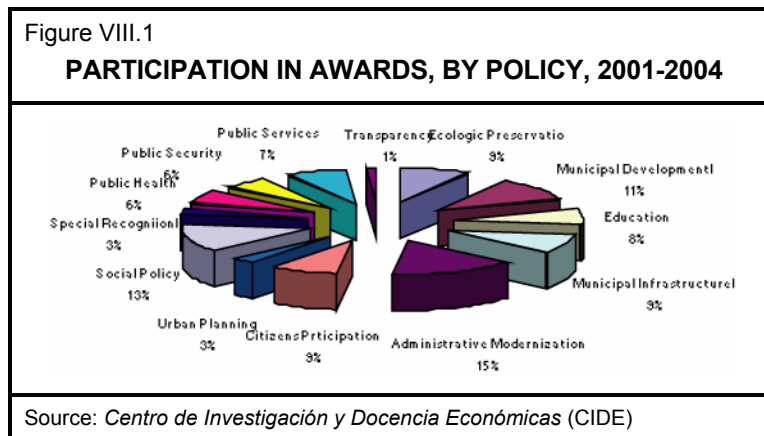 Figure VIII.1
PARTICIPATION IN AWARDS, BY POLICY, 2001-2004
Transparency
1%
Ecologic Preservatio
9%
Municipal Developmentl
11%
Education
8%
Municipal Infrastructurel
9%
Administrative Modernization
15%
Citizens Prticipation
9%
Urban Planning
3%
Social Policy
13%
Special Recogniionl
3%
Public Health
6%
Public Security
6%
Public Services
7%
Source: Centro de Investigación y Docencia Económicas (CIDE)